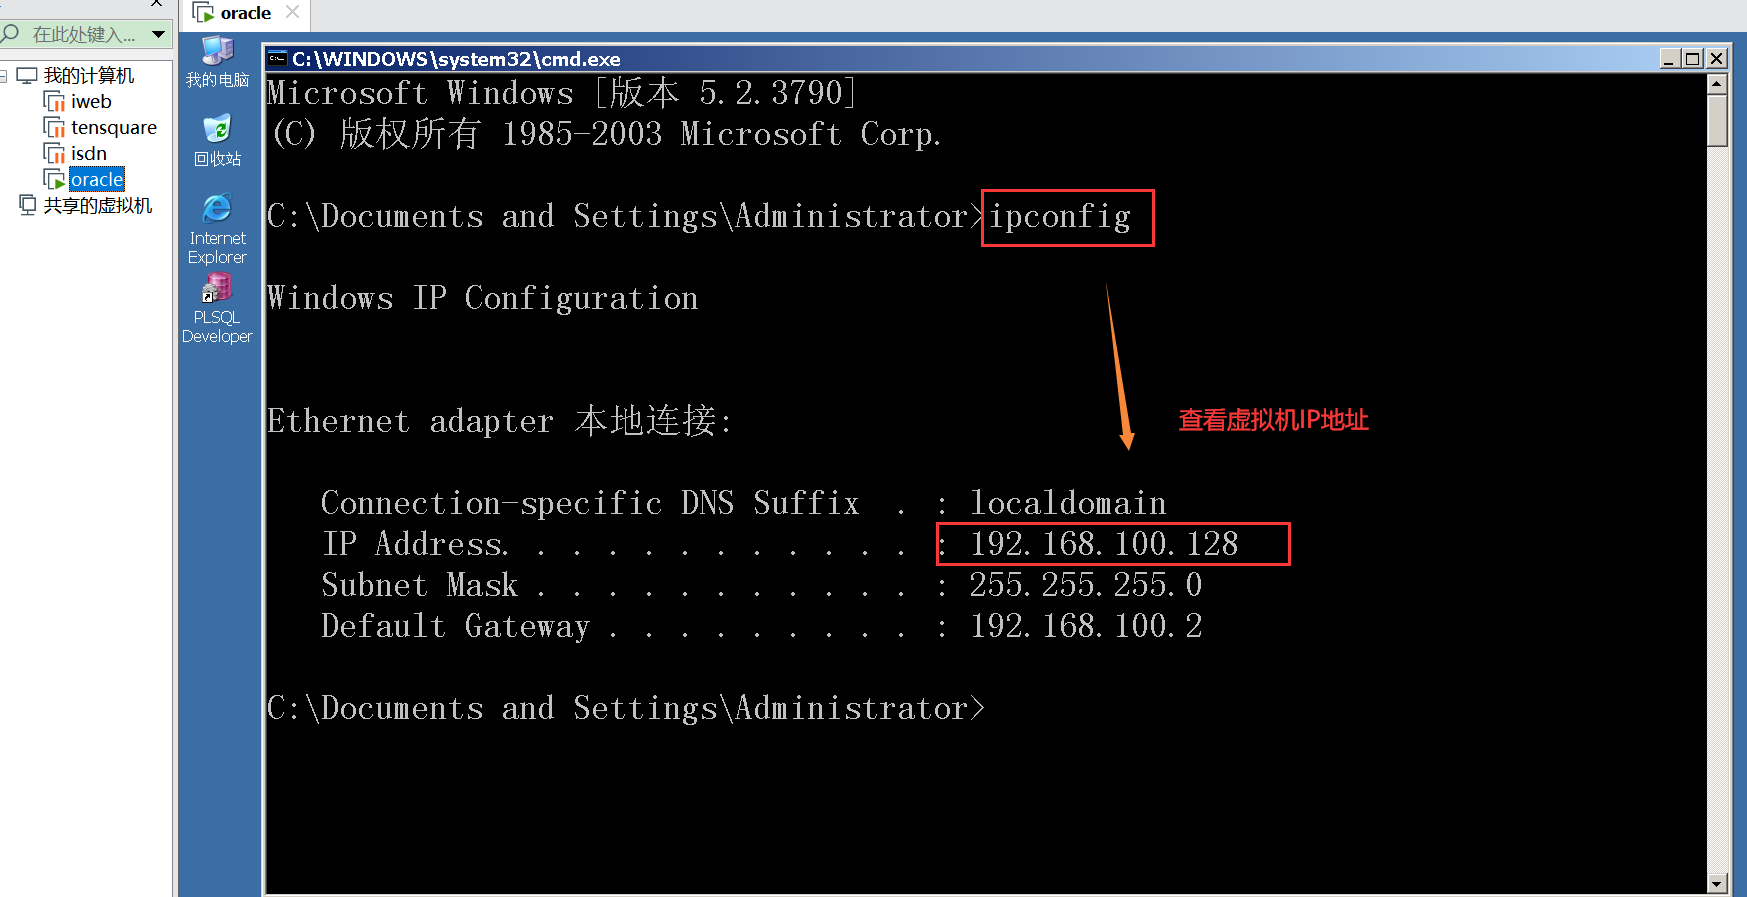 oracle
在此处键入...
我的计算机
iweb
tensquare
isdn
oracle
共享的虚拟机
我的电脑
回收站
Internet
Explorer
PLSQL
Developer
C:\WINDOWS\system32\cmd.exe
Microsoft Windows [版本 5.2.3790]
(C) 版权所有 1985-2003 Microsoft Corp.
C:\Documents and Settings\Administrator>ipconfig
Windows IP Configuration
Ethernet adapter 本地连接:
查看虚拟机IP地址
Connection-specific DNS Suffix  . : localdomain
IP Address. . . . . . . . . . . . : 192.168.100.128
Subnet Mask . . . . . . . . . . . : 255.255.255.0
Default Gateway . . . . . . . . . : 192.168.100.2
C:\Documents and Settings\Administrator>